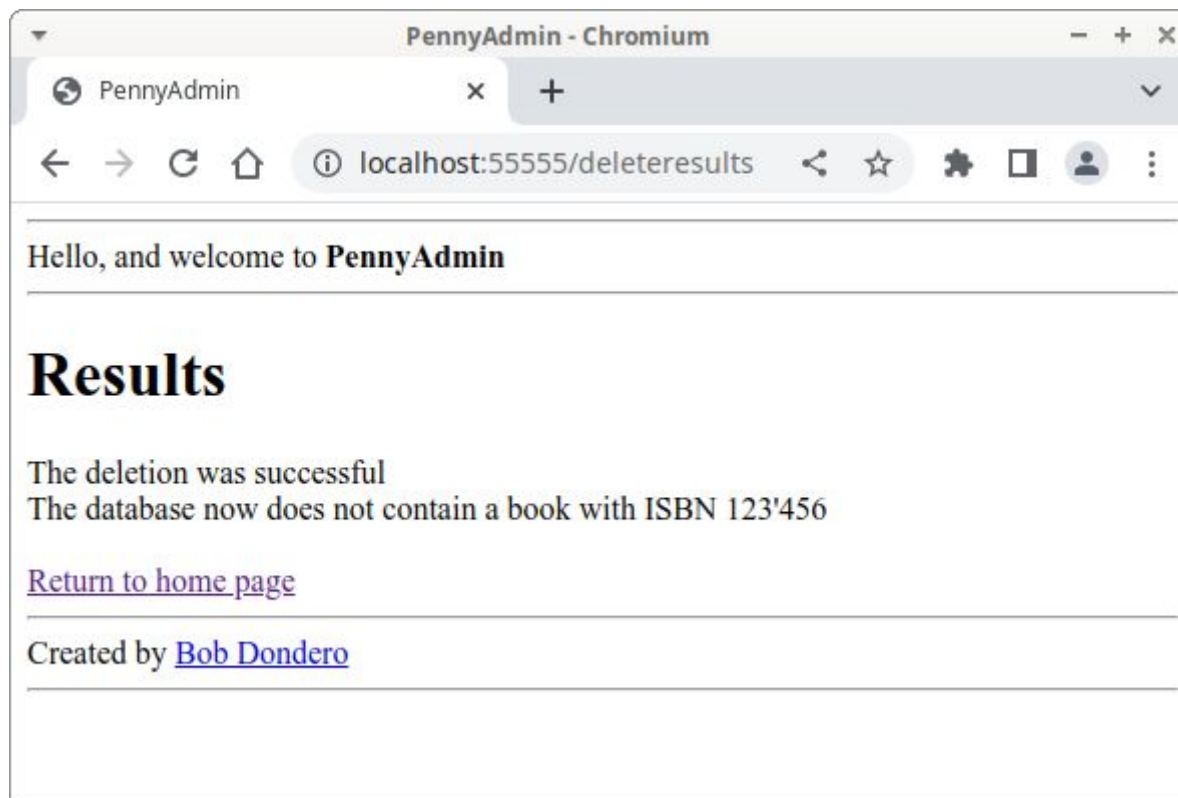 PennyAdmin - Chromium
PennyAdmin
localhost:55555/deleteresults
Hello, and welcome to PennyAdmin
Results
The deletion was successful
The database now does not contain a book with ISBN 123'456
Return to home page
Created by Bob Dondero